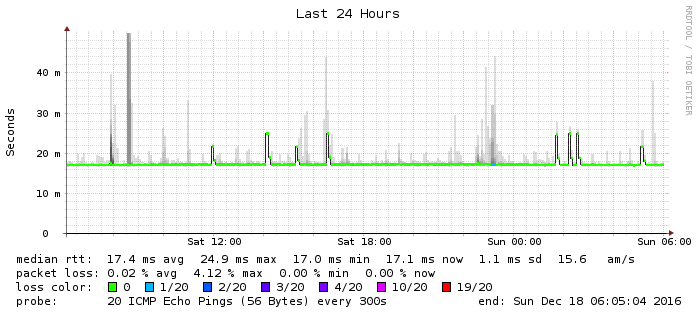 Last 24 Hours
RRDTOOL / TOBI OETIKER
Seconds
40 m
30 m
20 m
10 m
0
Sat 12:00 Sat 18:00 Sun 00:00 Sun 06:00
median rtt: 17.4 ms avg 24.9 ms max 17.0 ms min 17.1 ms now 1.1 ms sd 15.6 am/s
packet loss: 0.02 % avg 4.12 % max 0.00 % min 0.00 % now
loss color: 0 1/20 2/20 3/20 4/20 10/20 19/20
probe: 20 ICMP Echo Pings (56 Bytes) every 300s end: Sun Dec 18 06:05:04 2016